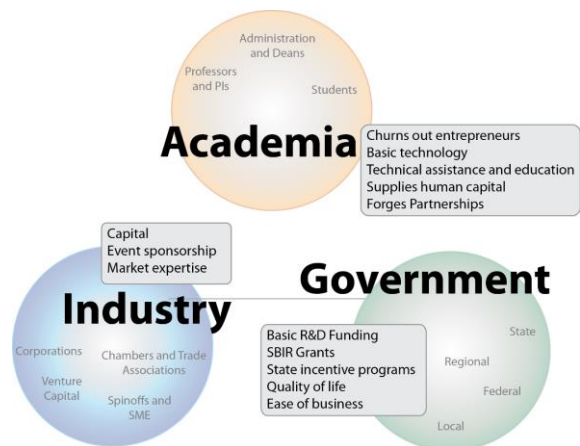 Administration
and Deans
Professors
and PIs
Students
Academia
Churns out entrepreneurs
Basic technology
Technical assistance and education
Supplies human capital
Forges Partnerships
Capital
Event sponsorship
Market expertise
Industry
Corporations
Chambers and Trade
Associations
Venture
Capital
Spinoffs and
SME
Government
Basic R&D Funding
SBIR Grants
State incentive programs
Quality of life
Ease of business
State
Regional
Federal
Local